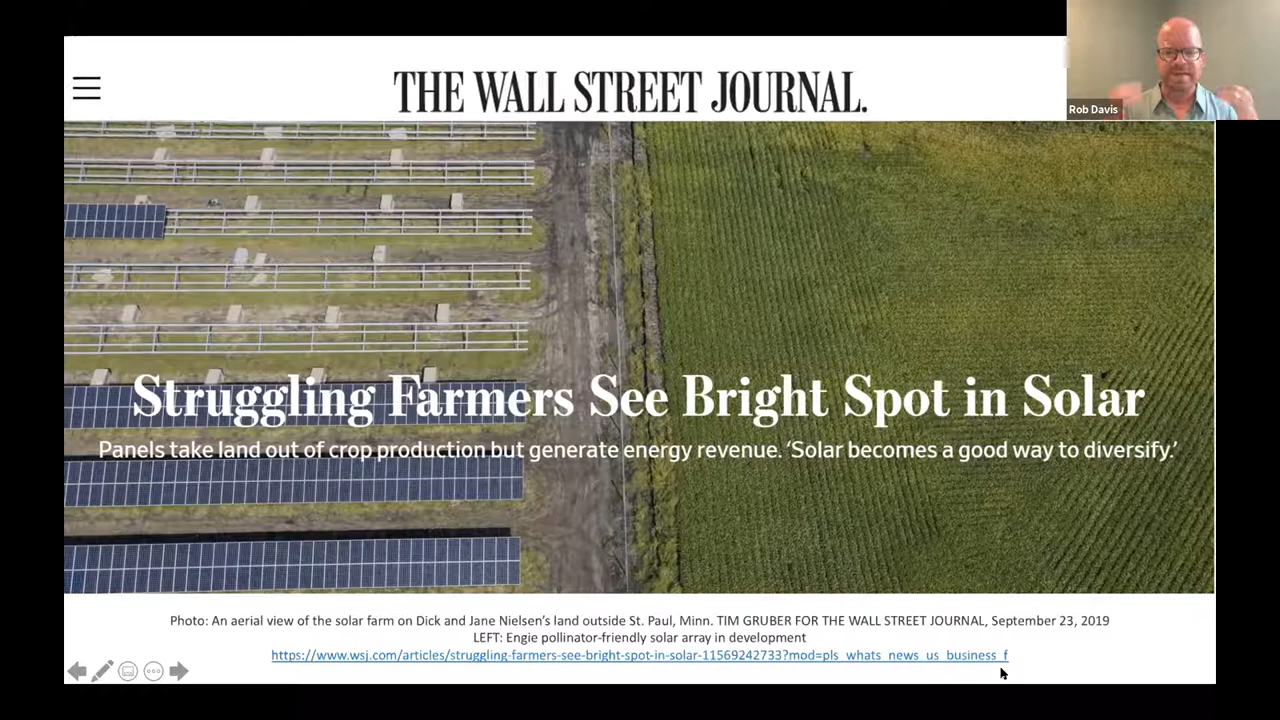 THE WALL STREET JOURNAL.
Rob Davis
Struggling Farmers See Bright Spot in Solar
Panels take land out of crop production but generate energy revenue. ‘Solar becomes a good way to diversify.’
Photo: An aerial view of the solar farm on Dick and Jane Nielsen’s land outside St. Paul, Minn. TIM GRUBER FOR THE WALL STREET JOURNAL, September 23, 2019
LEFT: Engie pollinator-friendly solar array in development
https://www.wsj.com/articles/struggling-farmers-see-bright-spot-in-solar-11569242733?mod=pls_whats_news_us_business_f